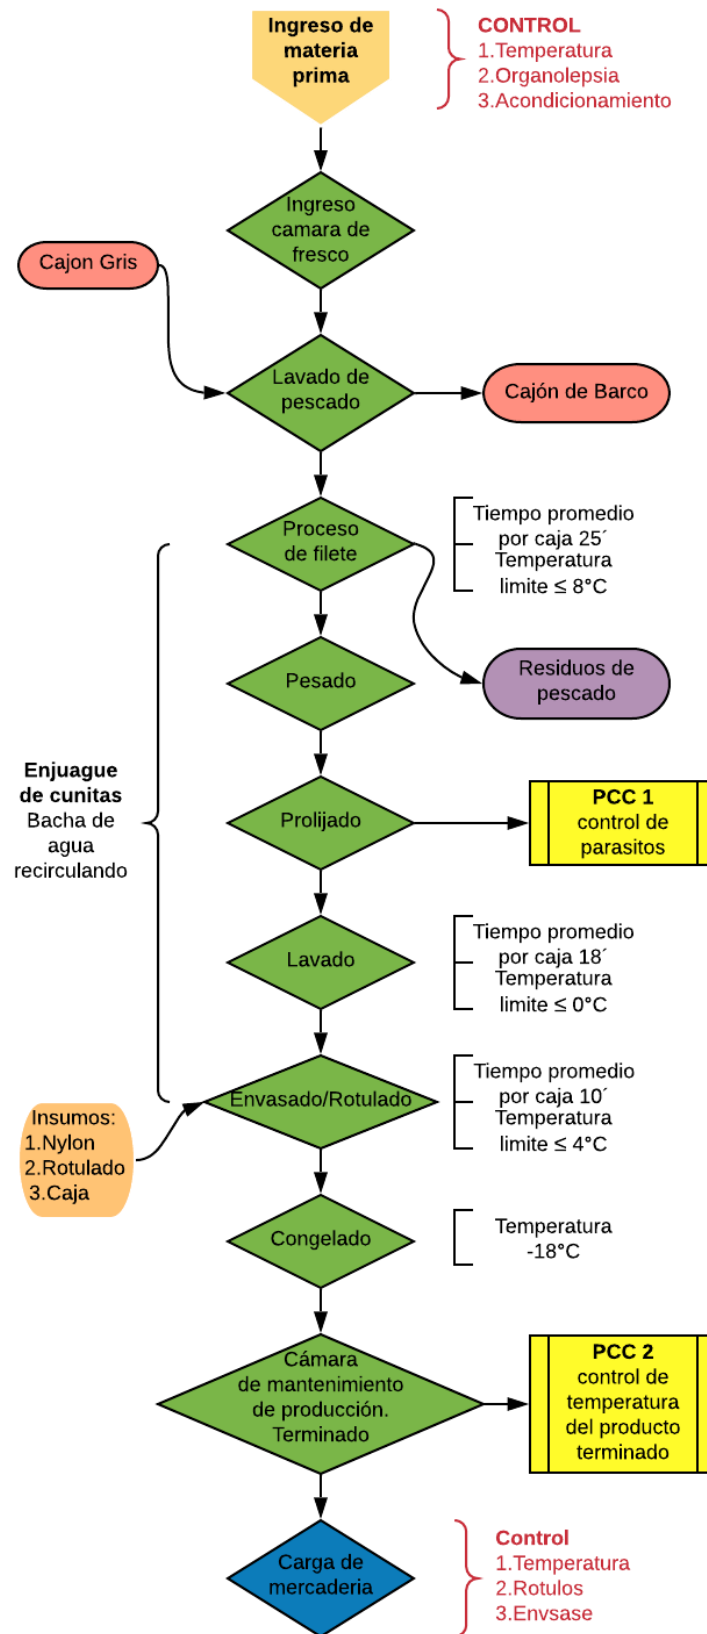 Ingreso de
materia
prima
CONTROL
1.Temperatura
2.Organolepsia
3.Acondicionamiento
Ingreso
camara de
fresco
Cajon Gris
Lavado de
pescado
Cajón de Barco
Proceso
de filete
Tiempo promedio
por caja 25´
Temperatura
limite ≤ 8°C
Residuos de
pescado
Pesado
Enjuague
de cunitas
Bacha de
agua
recirculando
Prolijado
PCC 1
control de
parasitos
Lavado
Tiempo promedio
por caja 18´
Temperatura
limite ≤ 0°C
Envasado/Rotulado
Tiempo promedio
por caja 10´
Temperatura
limite ≤ 4°C
Insumos:
1.Nylon
2.Rotulado
3.Caja
Congelado
Temperatura
-18°C
Cámara
de mantenimiento
de producción.
Terminado
PCC 2
control de
temperatura
del producto
terminado
Carga de
mercaderia
Control
1.Temperatura
2.Rotulos
3.Envsase